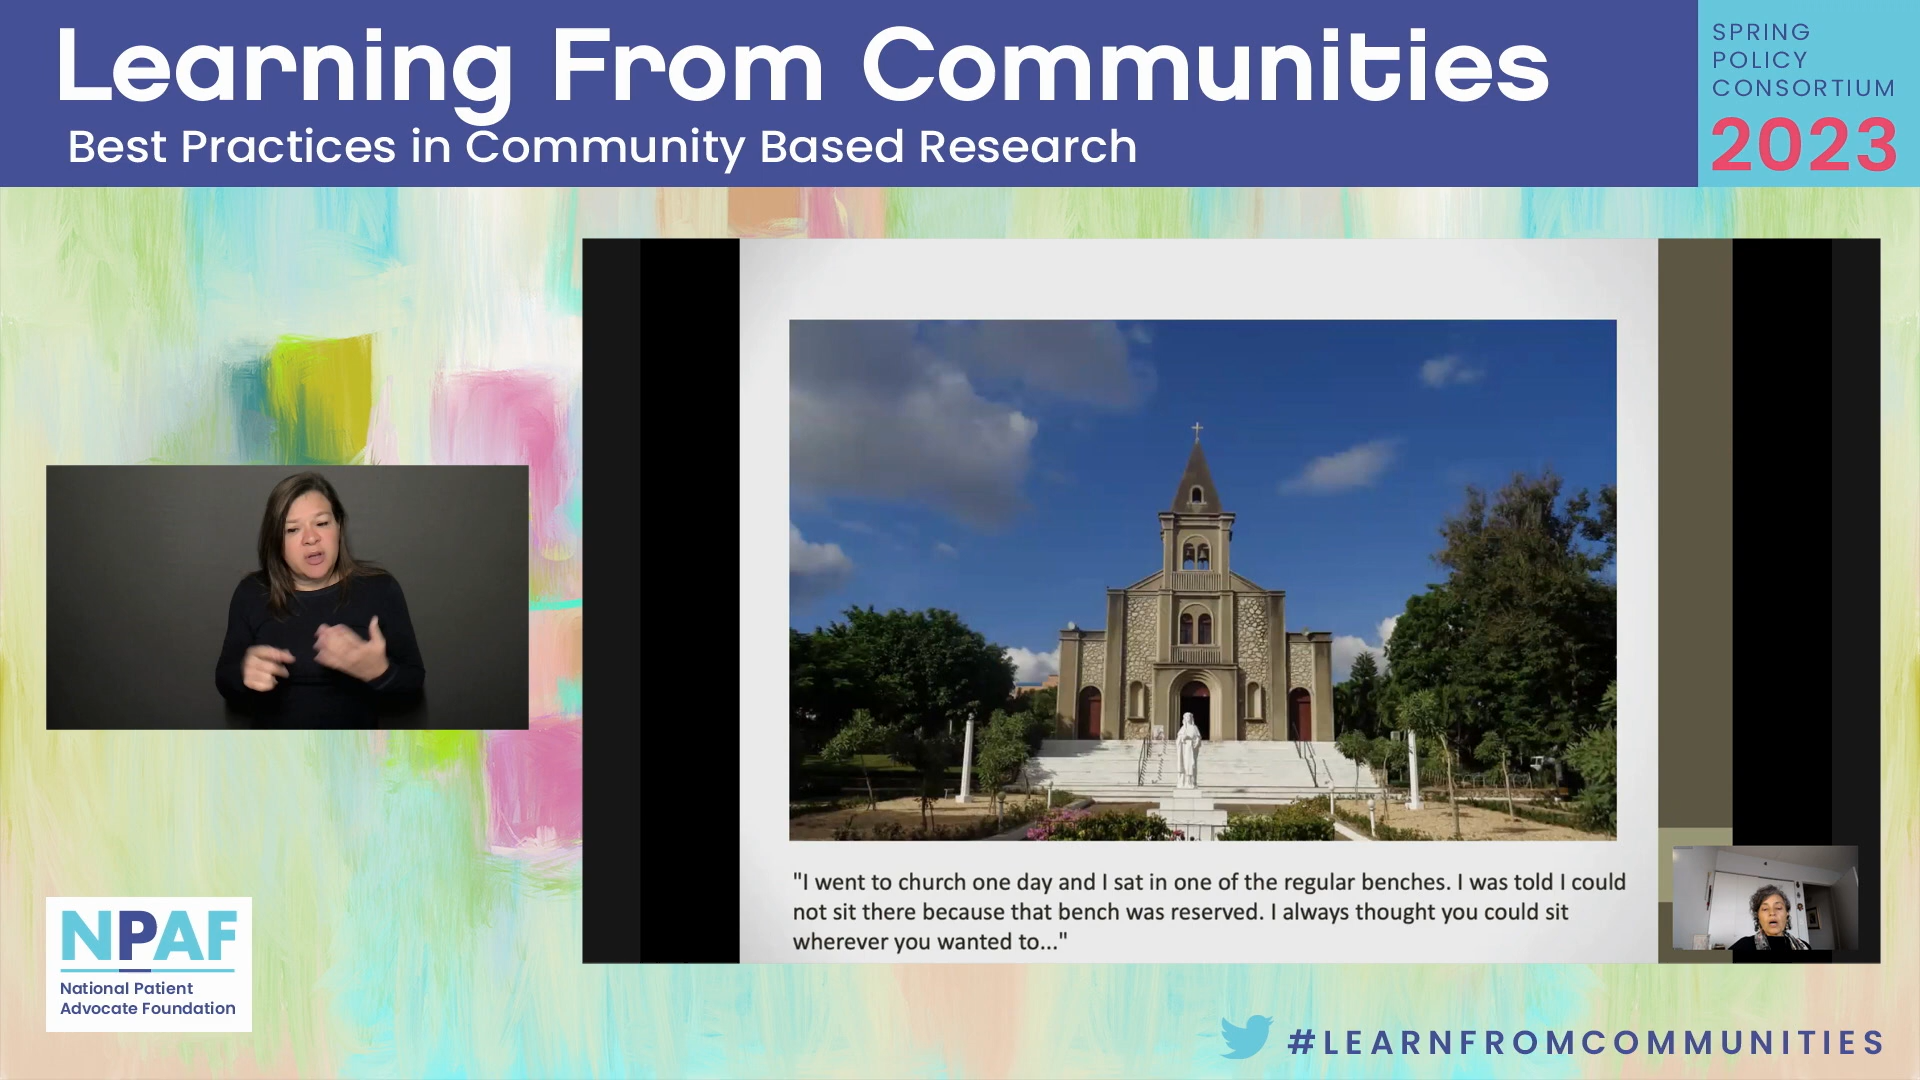 Learning From Communities
Best Practices in Community Based Research
SPRING
POLICY
CONSORTIUM
2023
"I went to church one day and I sat in one of the regular benches. I was told I could
not sit there because that bench was reserved. I always thought you could sit
wherever you wanted to..."
NPAF
National Patient
Advocate Foundation
#LEARNFROMCOMMUNITIES